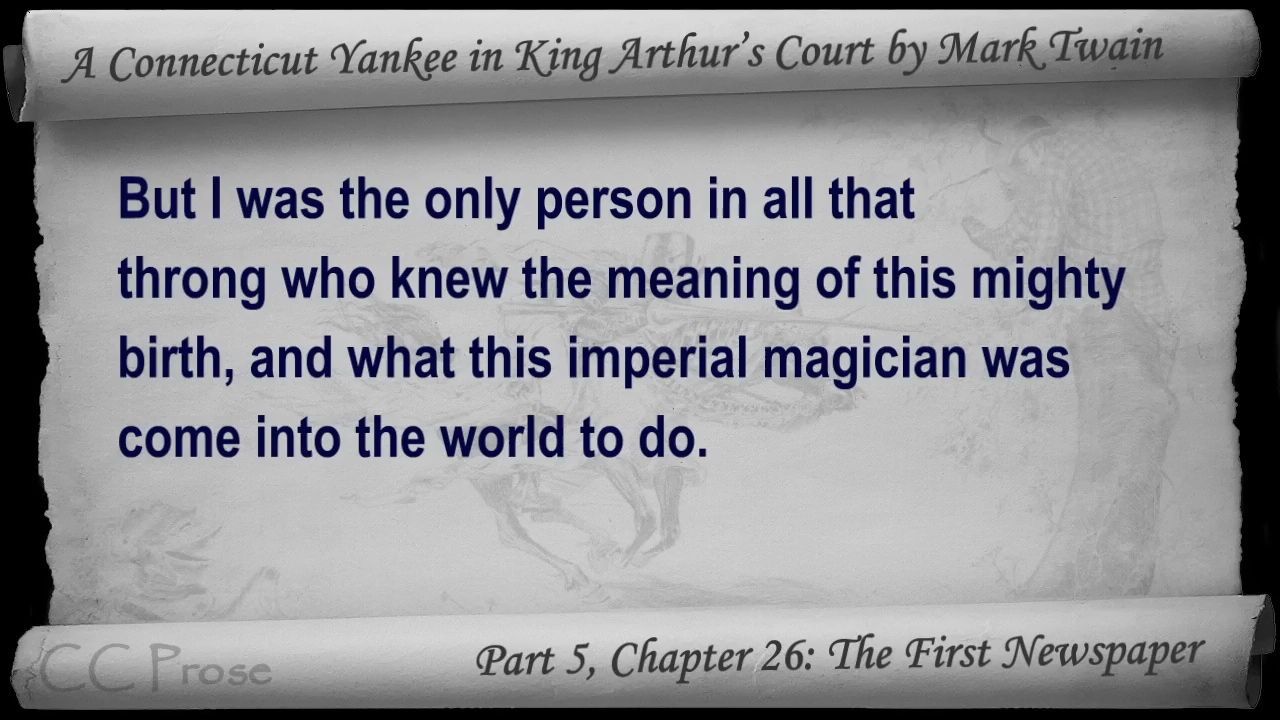 A Connecticut Yankee in King Arthur's Court by Mark Twain
But I was the only person in all that
throng who knew the meaning of this mighty
birth, and what this imperial magician was
come into the world to do.
CC Prose
Part 5, Chapter 26: The First Newspaper